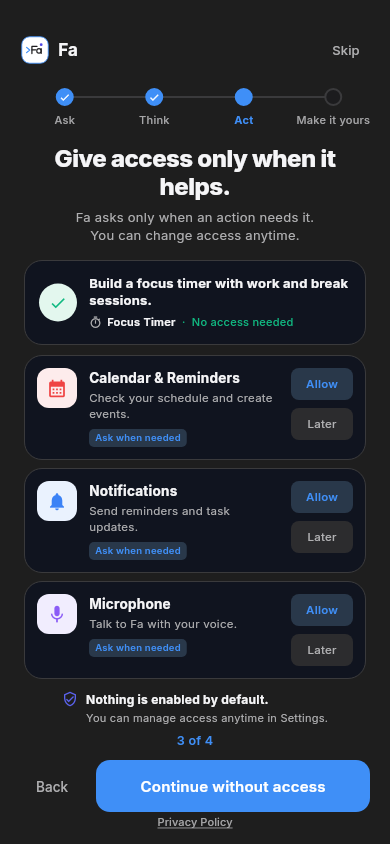 >Fa
Fa
Skip
Ask
Think
Act
Make it yours
Give access only when it
helps.
Fa asks only when an action needs it.
You can change access anytime.
Build a focus timer with work and break
sessions.
Focus Timer · No access needed
Calendar & Reminders
Check your schedule and create
events.
Ask when needed
Allow
Later
Notifications
Send reminders and task
updates.
Ask when needed
Allow
Later
Microphone
Talk to Fa with your voice.
Ask when needed
Allow
Later
Nothing is enabled by default.
You can manage access anytime in Settings.
3 of 4
Back
Continue without access
Privacy Policy